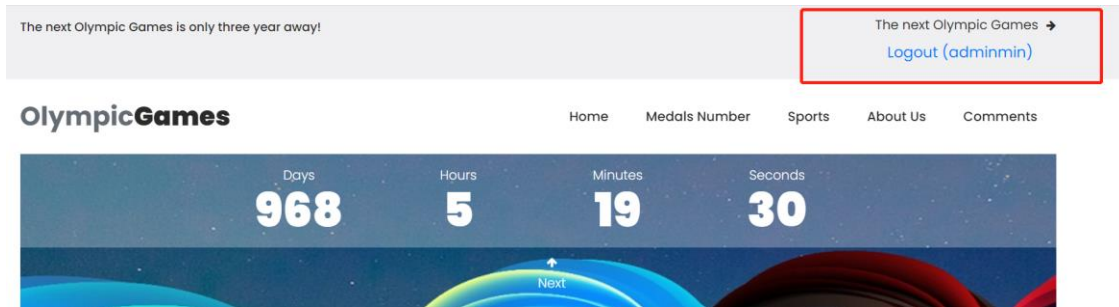 The next Olympic Games is only three year away!
The next Olympic Games →
Logout (adminmin)
OlympicGames
Home Medals Number Sports About Us Comments
Days Hours Minutes Seconds
968 5 19 30
Next